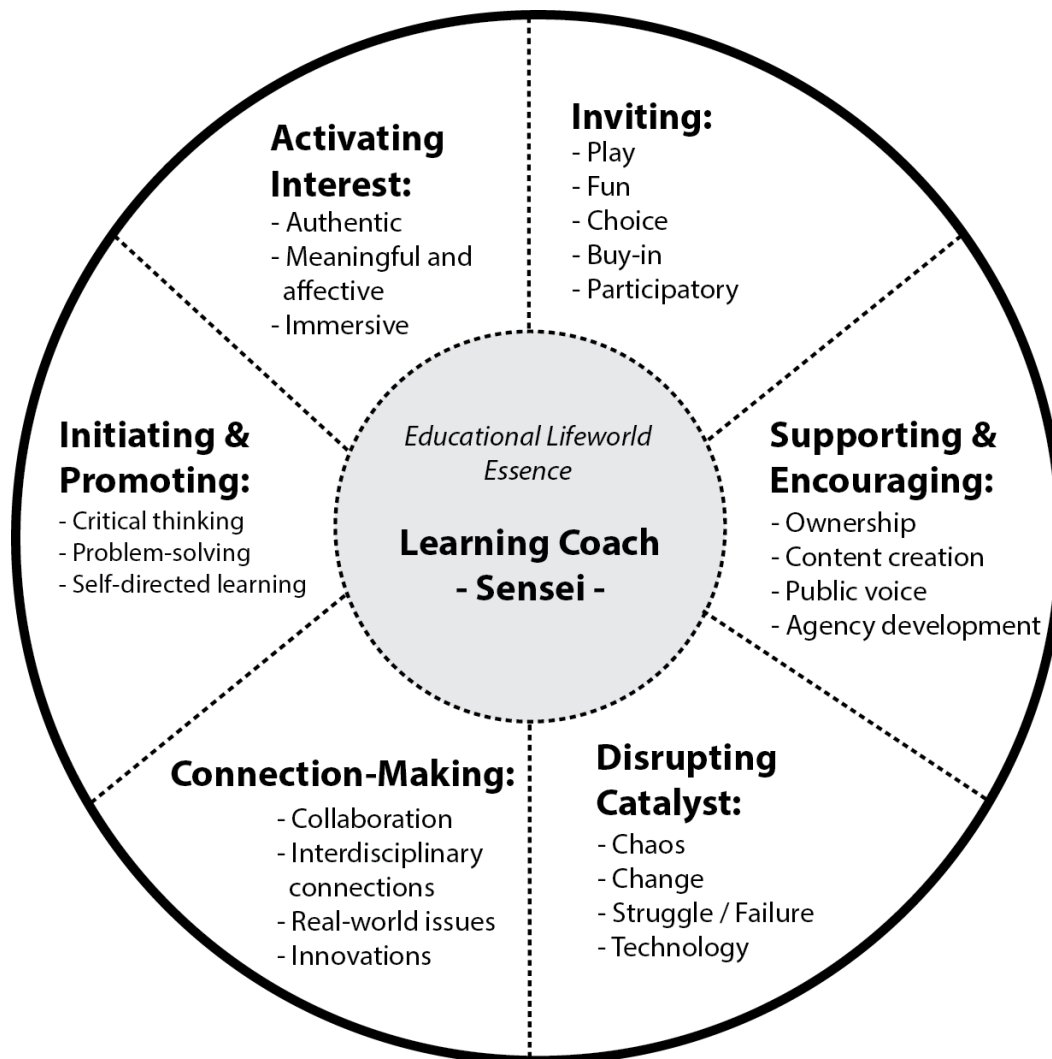 Activating
Interest:
- Authentic
- Meaningful and
affective
- Immersive
Inviting:
- Play
- Fun
- Choice
- Buy-in
- Participatory
Initiating &
Promoting:
- Critical thinking
- Problem-solving
- Self-directed learning
Educational Lifeworld
Essence
Learning Coach
- Sensei -
Supporting &
Encouraging:
- Ownership
- Content creation
- Public voice
- Agency development
Connection-Making:
- Collaboration
- Interdisciplinary
connections
- Real-world issues
- Innovations
Disrupting
Catalyst:
- Chaos
- Change
- Struggle / Failure
- Technology